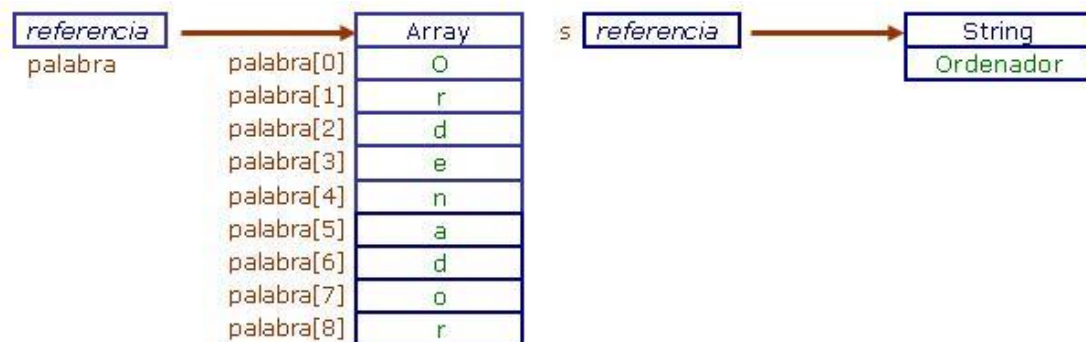 referencia Array s referencia String
palabra palabra[0] O Ordenador
palabra[1] r
palabra[2] d
palabra[3] e
palabra[4] n
palabra[5] a
palabra[6] d
palabra[7] o
palabra[8] r